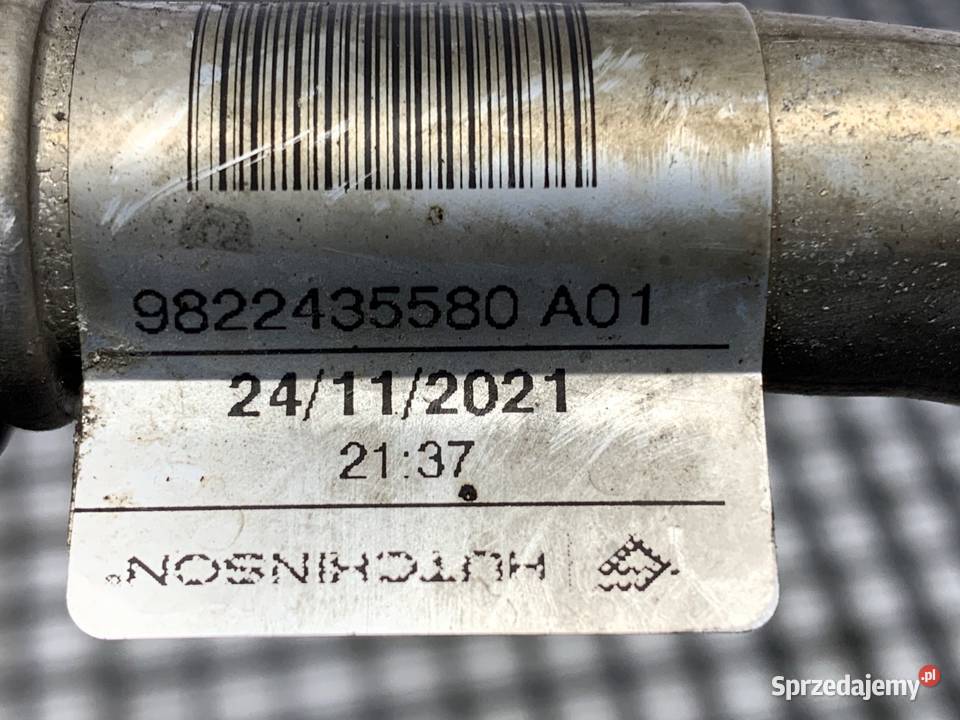 9822435580 A01
24/11/2021
21:37
HUTCHINSON®
Sprzedajemy.pl